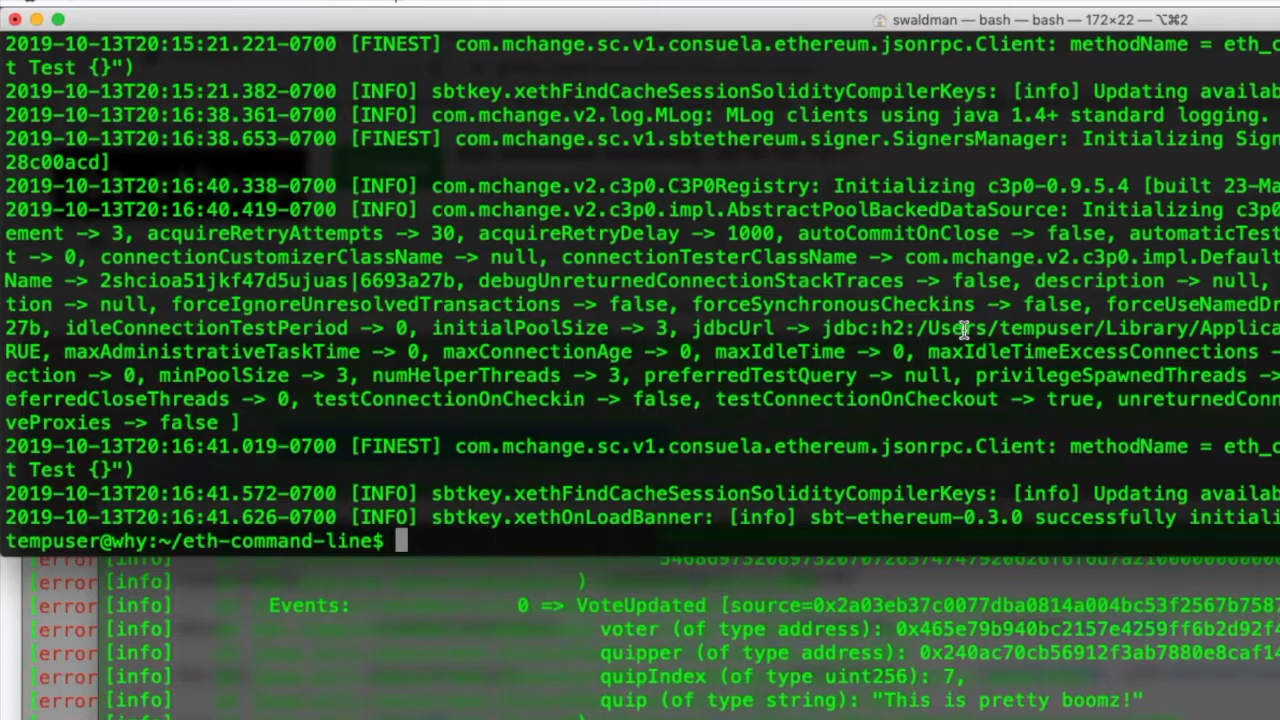 swaldman — bash — bash — 172×22 — ⌥⌘2
2019-10-13T20:15:21.221-0700 [FINEST] com.mchange.sc.v1.consuela.ethereum.jsonrpc.Client: methodName = eth_c
t Test {}")
2019-10-13T20:15:21.382-0700 [INFO] sbtkey.xethFindCacheSessionSolidityCompilerKeys: [info] Updating availab
2019-10-13T20:16:38.361-0700 [INFO] com.mchange.v2.log.MLog: MLog clients using java 1.4+ standard logging.
2019-10-13T20:16:38.653-0700 [FINEST] com.mchange.sc.v1.sbtethereum.signer.SignersManager: Initializing Sign
28c00acd]
2019-10-13T20:16:40.338-0700 [INFO] com.mchange.v2.c3p0.C3P0Registry: Initializing c3p0-0.9.5.4 [built 23-Ma
2019-10-13T20:16:40.419-0700 [INFO] com.mchange.v2.c3p0.impl.AbstractPoolBackedDataSource: Initializing c3p0
ement -> 3, acquireRetryAttempts -> 30, acquireRetryDelay -> 1000, autoCommitOnClose -> false, automaticTest
t -> 0, connectionCustomizerClassName -> null, connectionTesterClassName -> com.mchange.v2.c3p0.impl.Default
Name -> 2shcioa51jkf47d5ujuas|6693a27b, debugUnreturnedConnectionStackTraces -> false, description -> null,
tion -> null, forceIgnoreUnresolvedTransactions -> false, forceSynchronousCheckins -> false, forceUseNamedDr
27b, idleConnectionTestPeriod -> 0, initialPoolSize -> 3, jdbcUrl -> jdbc:h2:/Users/tempuser/Library/Applica
RUE, maxAdministrativeTaskTime -> 0, maxConnectionAge -> 0, maxIdleTime -> 0, maxIdleTimeExcessConnections -
ection -> 0, minPoolSize -> 3, numHelperThreads -> 3, preferredTestQuery -> null, privilegeSpawnedThreads ->
eferredCloseThreads -> 0, testConnectionOnCheckin -> false, testConnectionOnCheckout -> true, unreturnedConn
veProxies -> false ]
2019-10-13T20:16:41.019-0700 [FINEST] com.mchange.sc.v1.consuela.ethereum.jsonrpc.Client: methodName = eth_c
t Test {}")
2019-10-13T20:16:41.572-0700 [INFO] sbtkey.xethFindCacheSessionSolidityCompilerKeys: [info] Updating availab
2019-10-13T20:16:41.626-0700 [INFO] sbtkey.xethOnLoadBanner: [info] sbt-ethereum-0.3.0 successfully initiali
tempuser@why:~/eth-command-line$
[error [info]
[error [info] )
[error [info] Events: 0 => VoteUpdated [source=0x2a03eb37c0077dba0814a004bc53f2567b7587
[error [info] voter (of type address): 0x465e79b940bc2157e4259ff6b2d92f4
[error [info] quipper (of type address): 0x240ac70cb56912f3ab7880e8caf14
[error [info] quipIndex (of type uint256): 7,
[error [info] quip (of type string): "This is pretty boomz!"